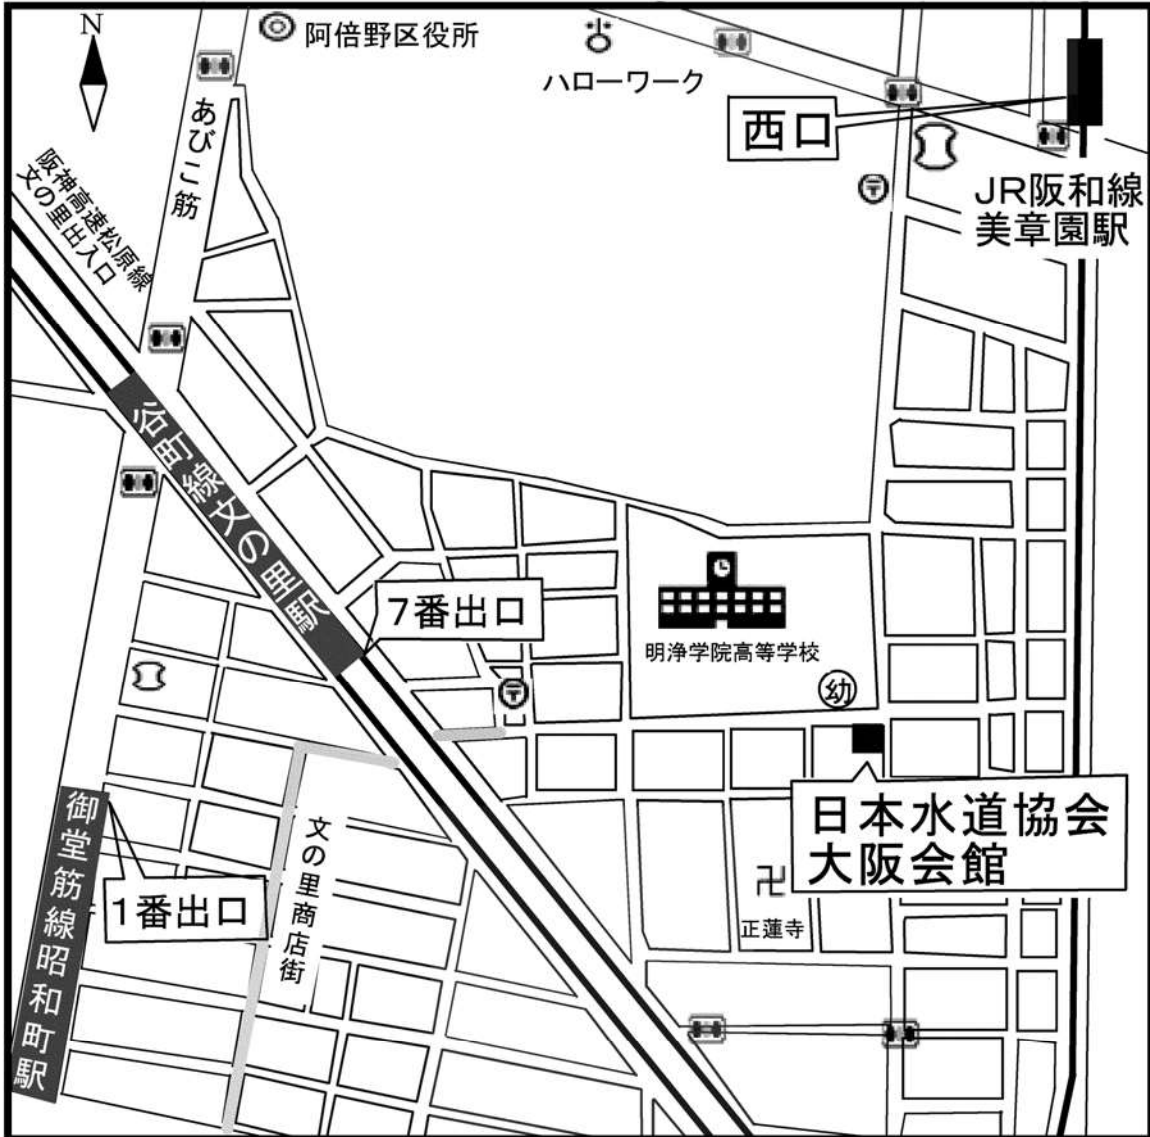 N
阿倍野区役所
ハローワーク
あびこ筋
西口
阪神高速松原線
文の里出入口
〒
JR阪和線
美章園駅
谷町線文の里駅
7番出口
明浄学院高等学校
〒
幼
日本水道協会
大阪会館
御堂筋線昭和町駅
1番出口
文の里商店街
卍
正蓮寺